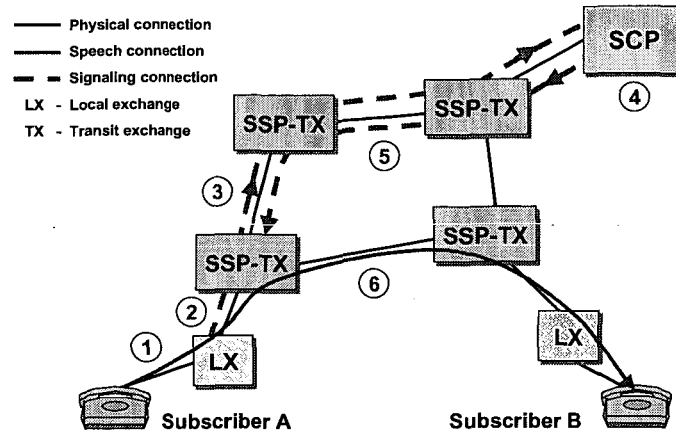 Physical connection
Speech connection
Signaling connection
LX - Local exchange
TX - Transit exchange
SCP
4
SSP-TX
SSP-TX
5
3
SSP-TX
SSP-TX
6
2
1
LX
LX
Subscriber A
Subscriber B